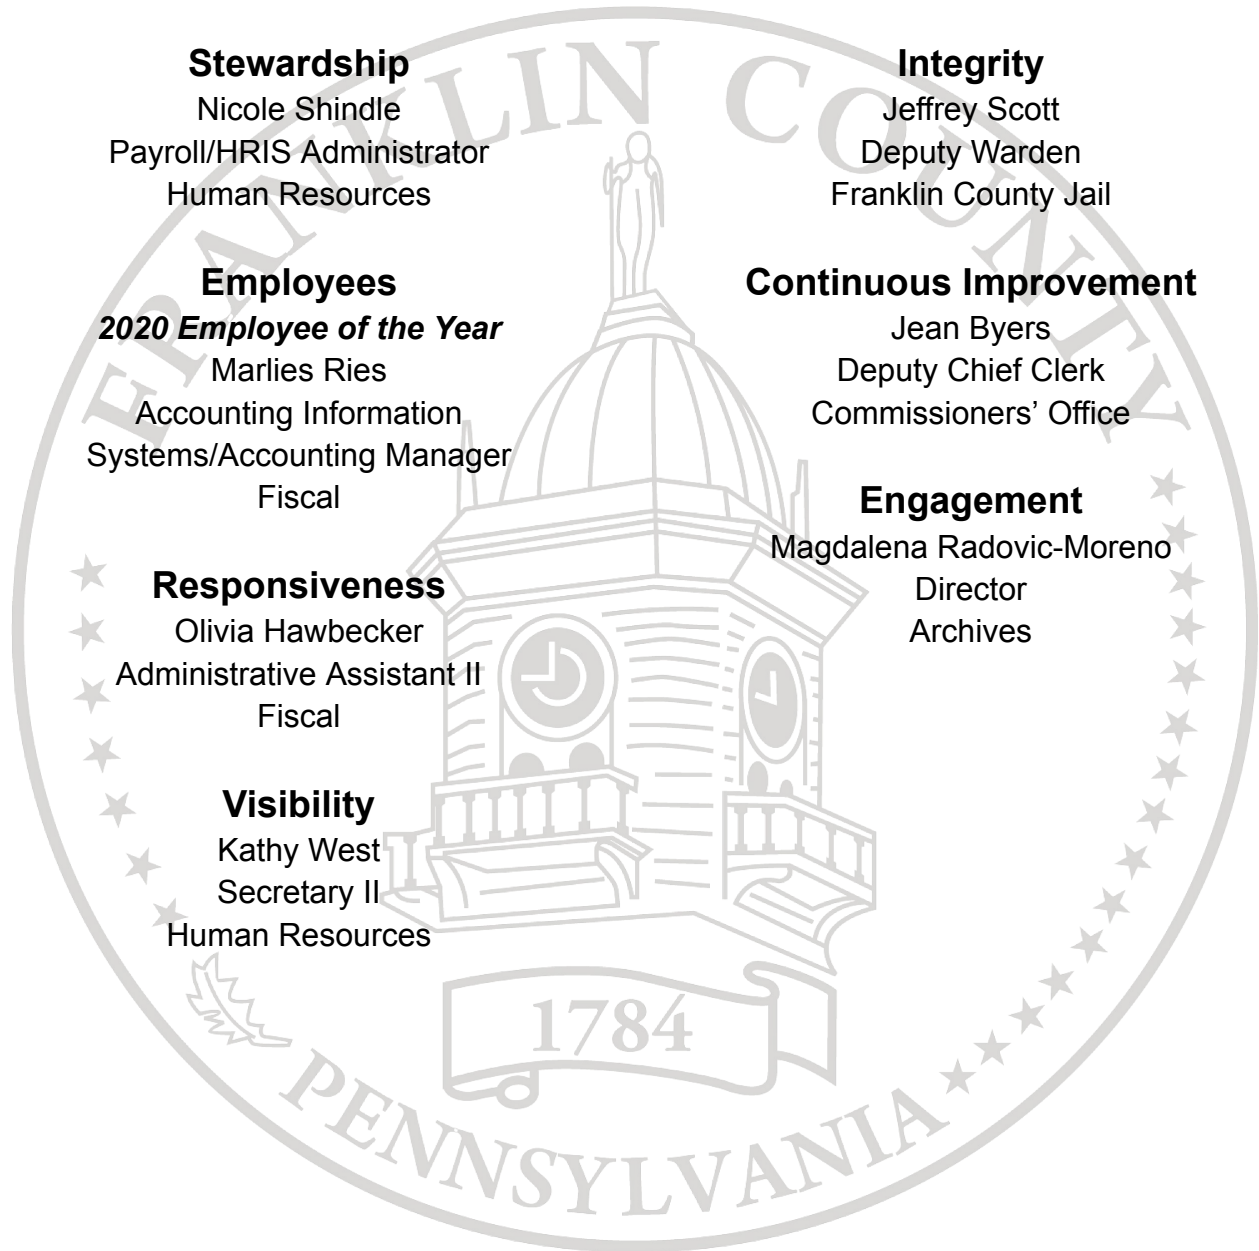 FRANKLIN COUNTY
Stewardship
Nicole Shindle
Payroll/HRIS Administrator
Human Resources
Employees
2020 Employee of the Year
Marlies Ries
Accounting Information
Systems/Accounting Manager
Fiscal
Responsiveness
Olivia Hawbecker
Administrative Assistant II
Fiscal
Visibility
Kathy West
Secretary II
Human Resources
Integrity
Jeffrey Scott
Deputy Warden
Franklin County Jail
Continuous Improvement
Jean Byers
Deputy Chief Clerk
Commissioners’ Office
Engagement
Magdalena Radovic-Moreno
Director
Archives
1784
PENNSYLVANIA